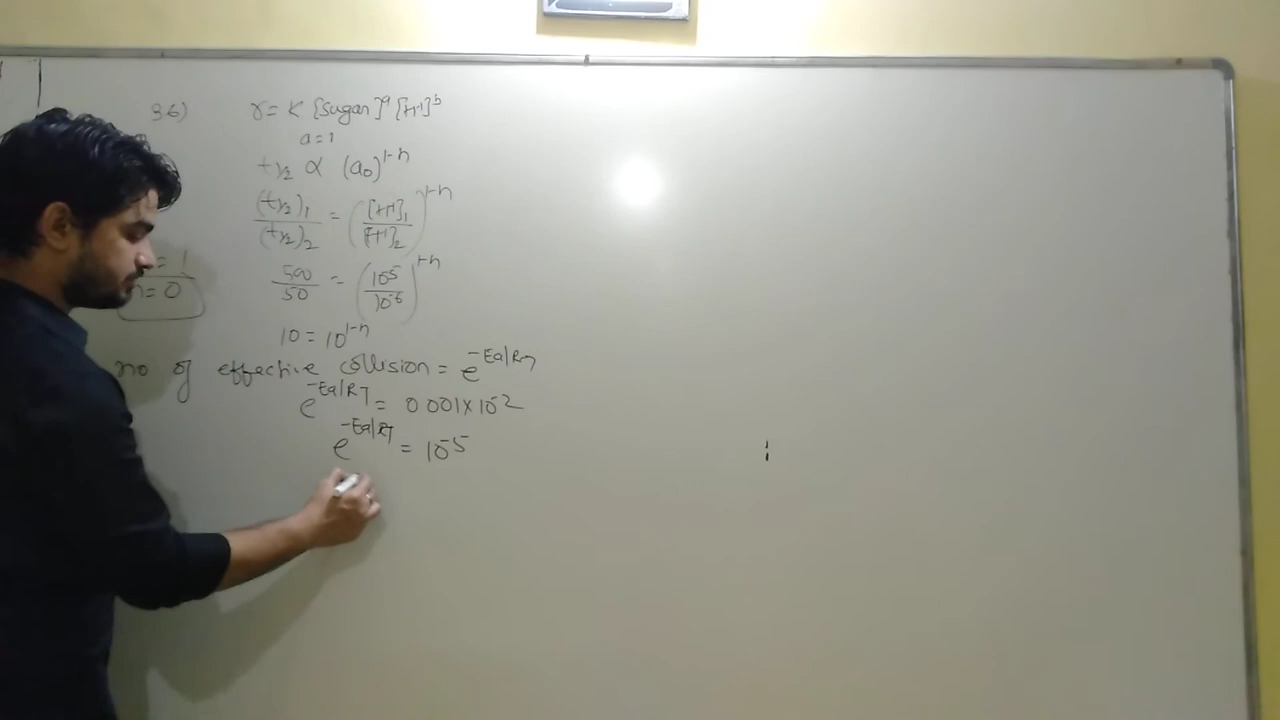 36) r = K [Sugar]^a [H+]^b
a = 1
t1/2 ∝ (a0)^1-n
(t1/2)1 / (t1/2)2 = ([H+]1 / [H+]2)^1-n
500 / 50 = (10^-5 / 10^-6)^1-n
= 1
n = 0
10 = 10^1-n
no of effective collision = e^-Ea/RT
e^-Ea/RT = 0.001 × 10^-2
e^-Ea/RT = 10^-5